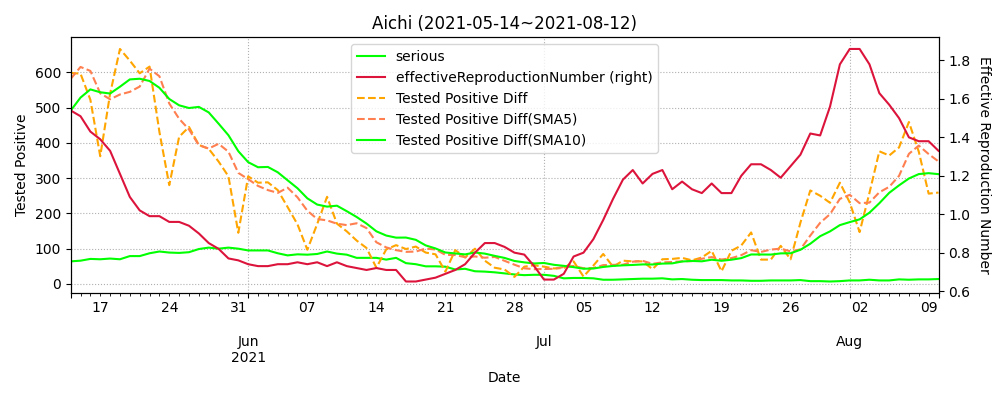 Aichi (2021-05-14~2021-08-12)
serious
effectiveReproductionNumber (right)
Tested Positive Diff
Tested Positive Diff(SMA5)
Tested Positive Diff(SMA10)
Tested Positive
600
500
400
300
200
100
0
1.8
1.6
1.4
1.2
1.0
0.8
0.6
Effective Reproduction Number
17 24 31 07 14 21 28 05 12 19 26 02 09
Jun Jul Aug
2021
Date